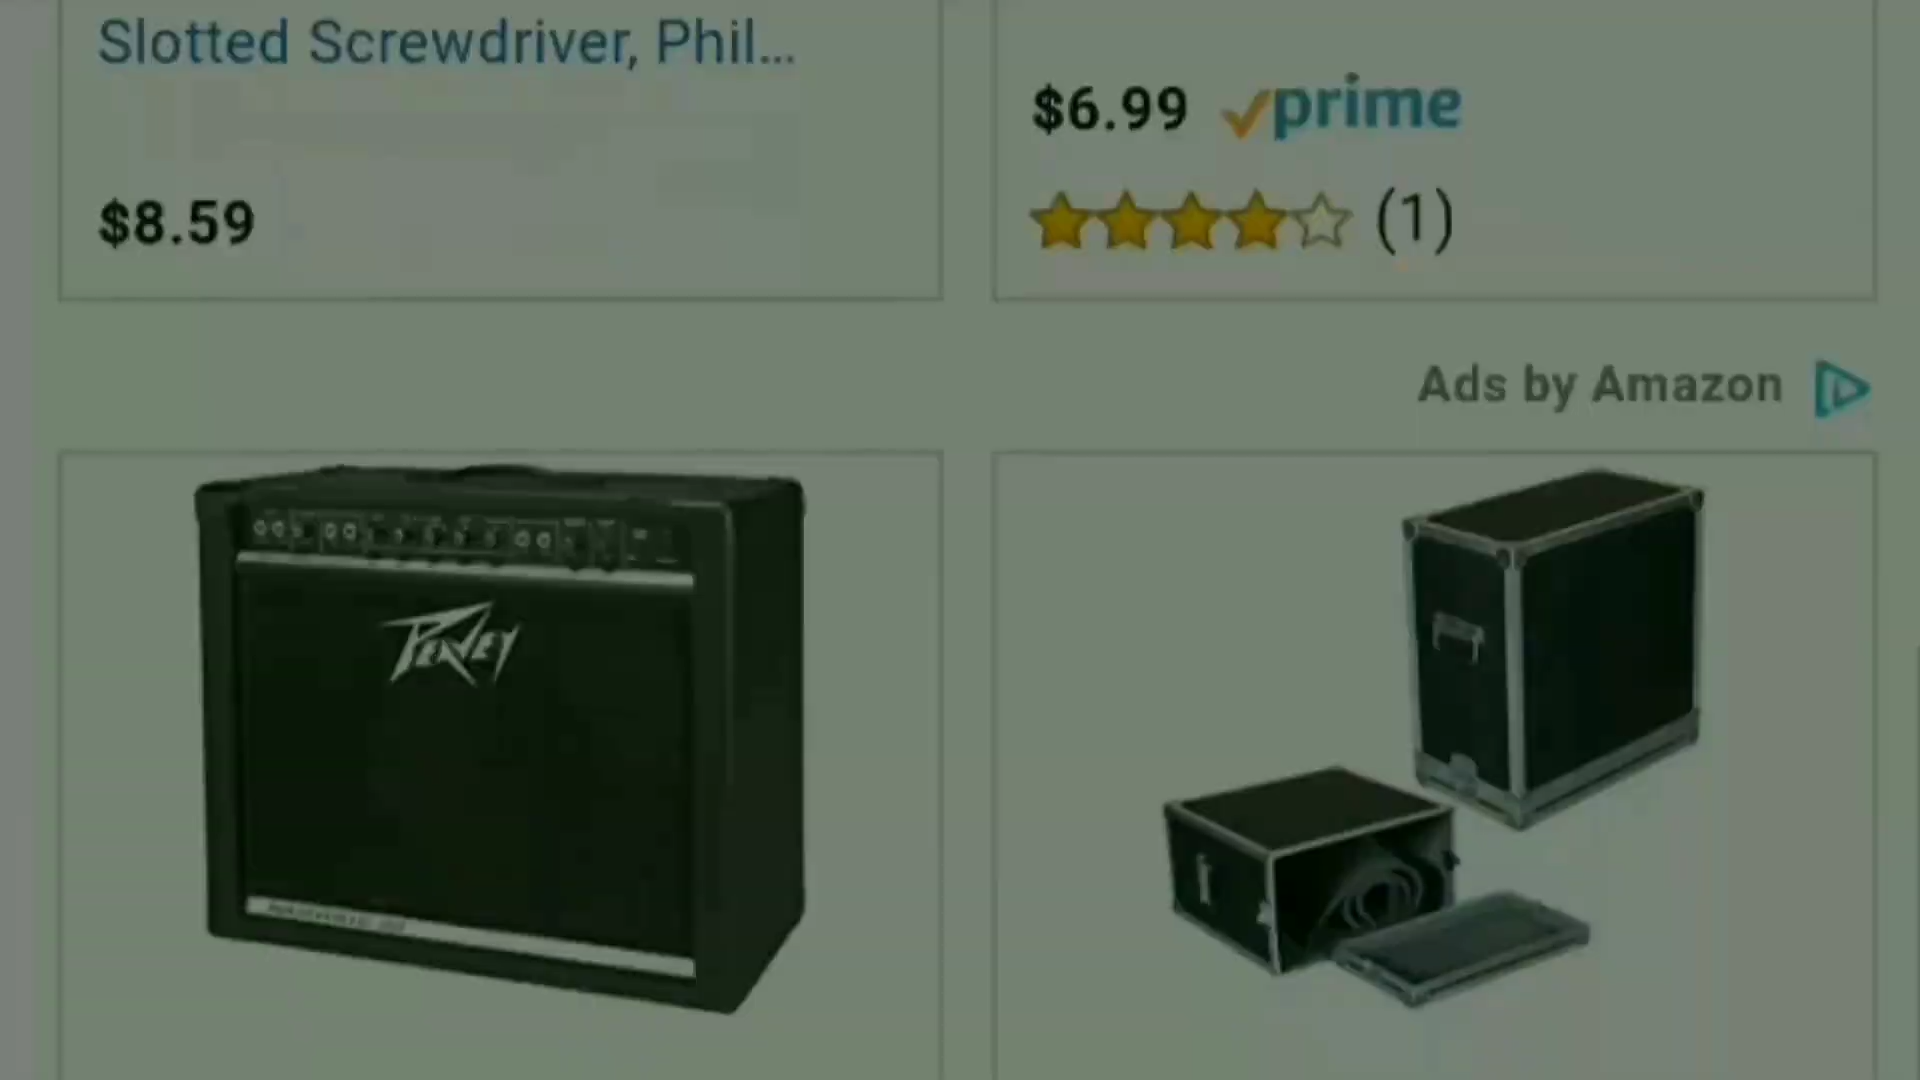 Slotted Screwdriver, Phil...
$8.59
$6.99 prime
(1)
Ads by Amazon
PEAVEY